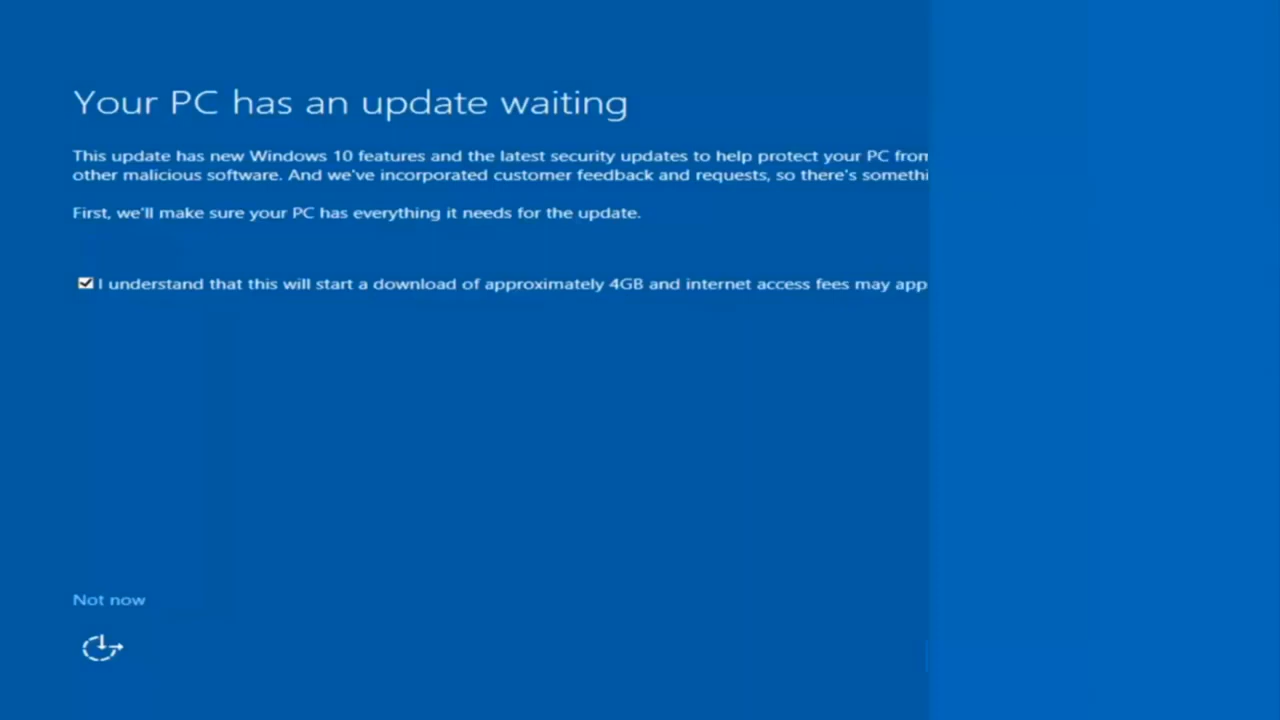 Your PC has an update waiting
This update has new Windows 10 features and the latest security updates to help protect your PC from
other malicious software. And we've incorporated customer feedback and requests, so there's somethi
First, we'll make sure your PC has everything it needs for the update.
I understand that this will start a download of approximately 4GB and internet access fees may app
Not now